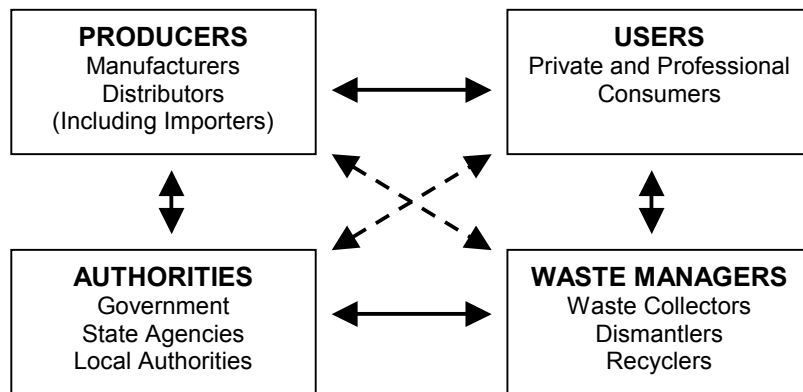 PRODUCERS
Manufacturers
Distributors
(Including Importers)
USERS
Private and Professional
Consumers
AUTHORITIES
Government
State Agencies
Local Authorities
WASTE MANAGERS
Waste Collectors
Dismantlers
Recyclers